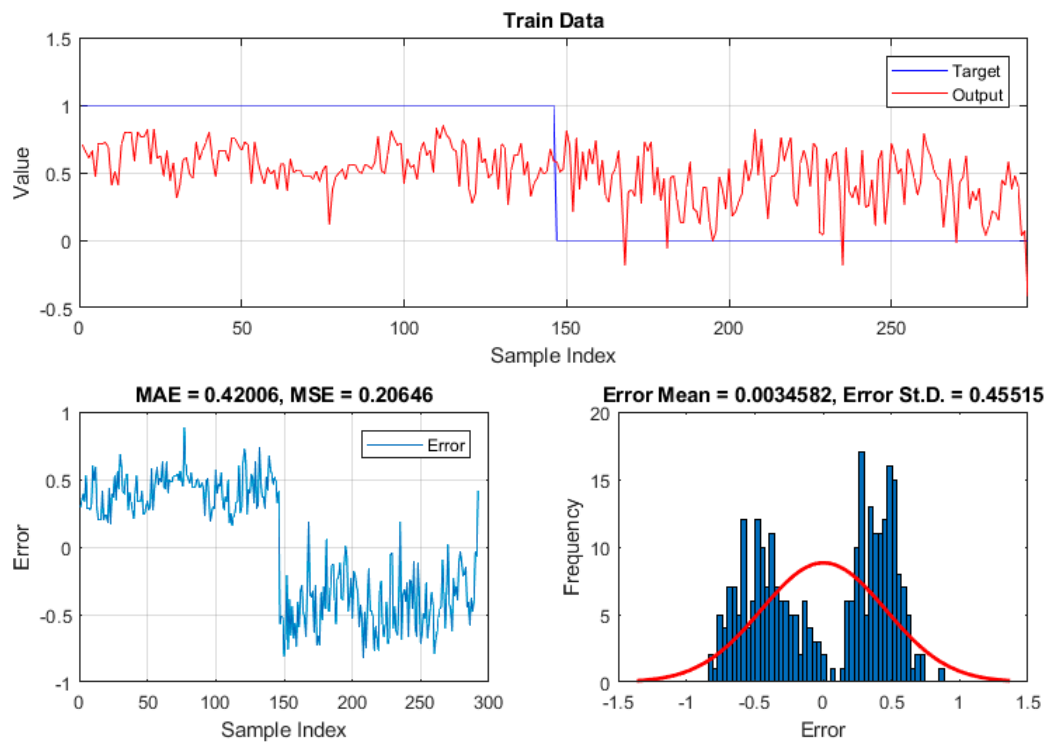 Train Data
1.5
1
0.5
0
-0.5
Value
Target
Output
0 50 100 150 200 250
Sample Index
MAE = 0.42006, MSE = 0.20646
1
0.5
0
-0.5
-1
Error
Error
0 50 100 150 200 250 300
Sample Index
Error Mean = 0.0034582, Error St.D. = 0.45515
20
15
10
5
0
Frequency
-1.5 -1 -0.5 0 0.5 1 1.5
Error